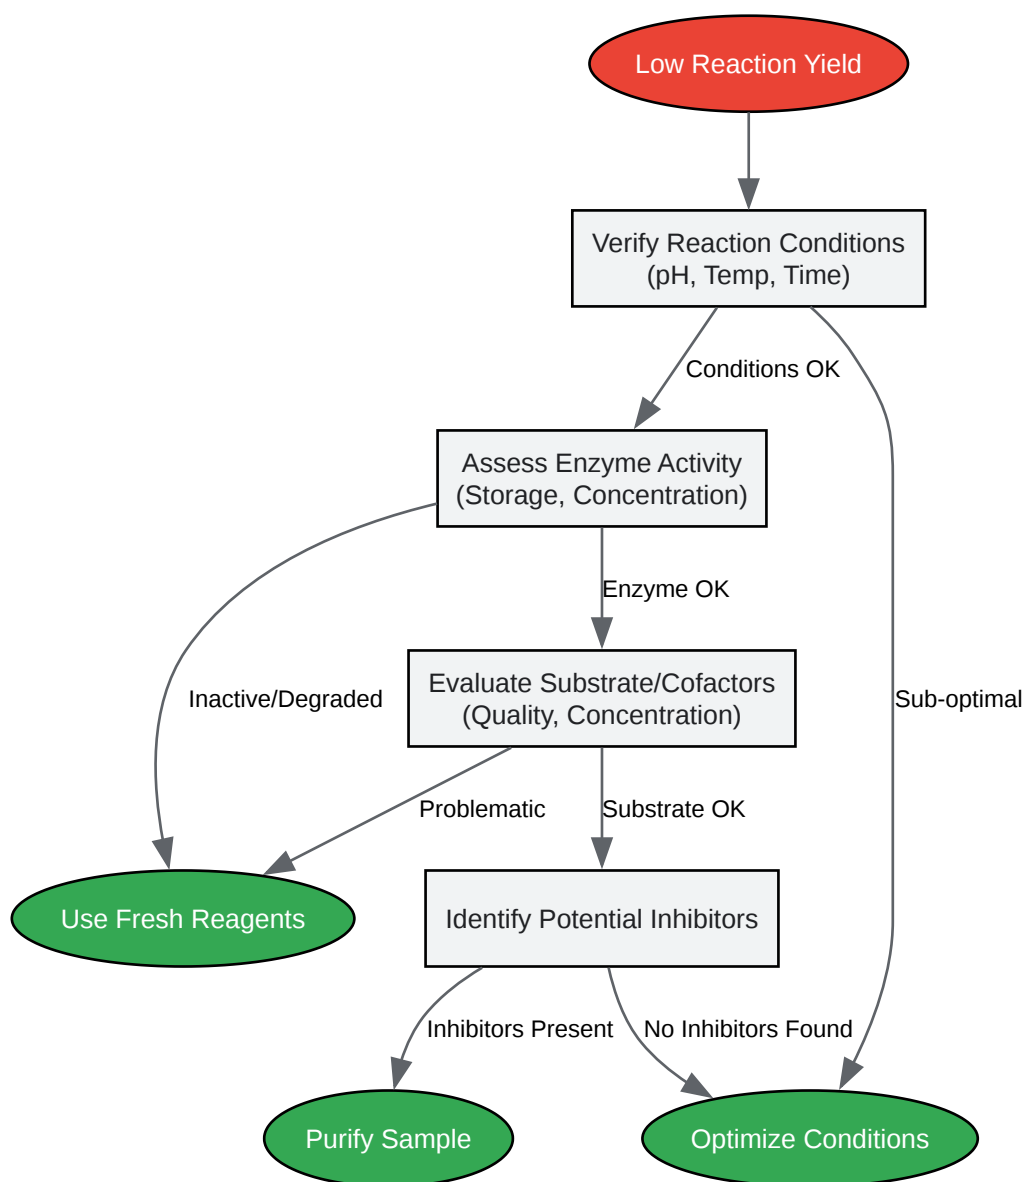 Low Reaction Yield
Verify Reaction Conditions
(pH, Temp, Time)
Conditions OK
Assess Enzyme Activity
(Storage, Concentration)
Enzyme OK
Evaluate Substrate/Cofactors
(Quality, Concentration)
Inactive/Degraded
Sub-optimal
Problematic
Substrate OK
Use Fresh Reagents
Identify Potential Inhibitors
Inhibitors Present
No Inhibitors Found
Purify Sample
Optimize Conditions